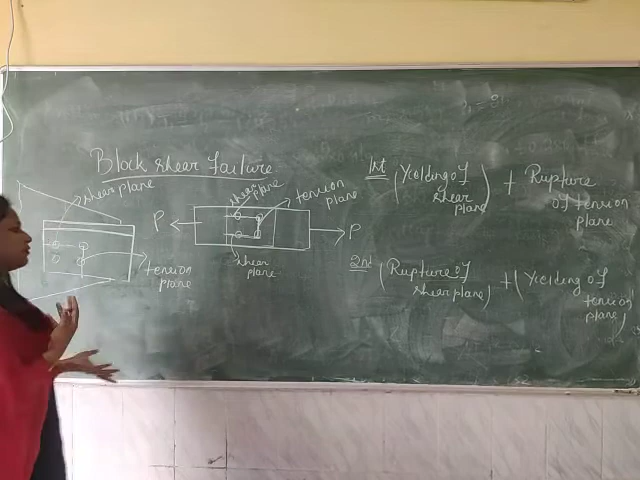 Block shear failure
shear plane
tension
plane
P
shear
plane
tension
plane
P
shear
plane
1st (Yielding of
shear
plane) + Rupture
of tension
plane
2nd (Rupture of
shear plane) + (Yielding of
tension
plane)